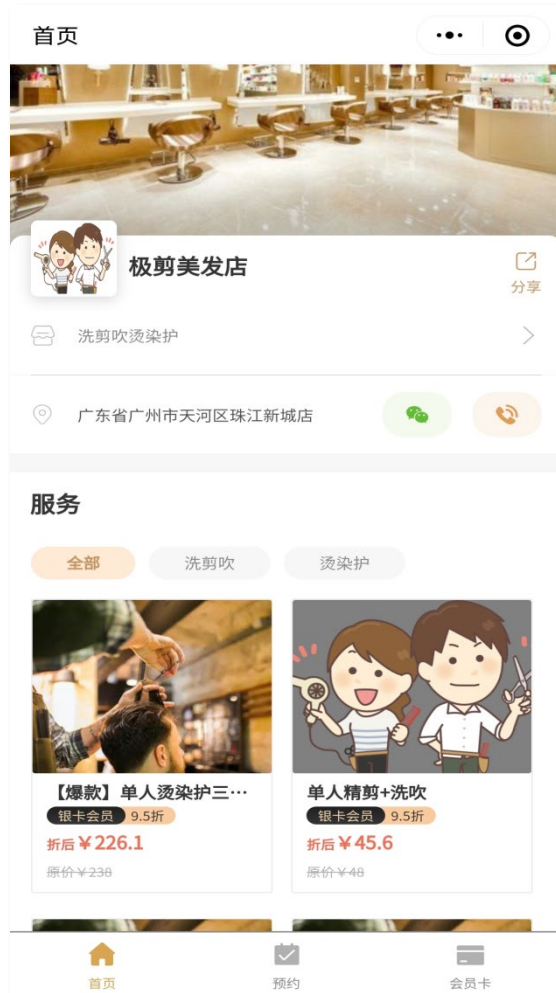 首页
极剪美发店
分享
洗剪吹烫染护
广东省广州市天河区珠江新城店
服务
全部 洗剪吹 烫染护
【爆款】单人烫染护三…
银卡会员 9.5折
折后￥226.1
原价￥238
单人精剪+洗吹
银卡会员 9.5折
折后￥45.6
原价￥48
首页 预约 会员卡